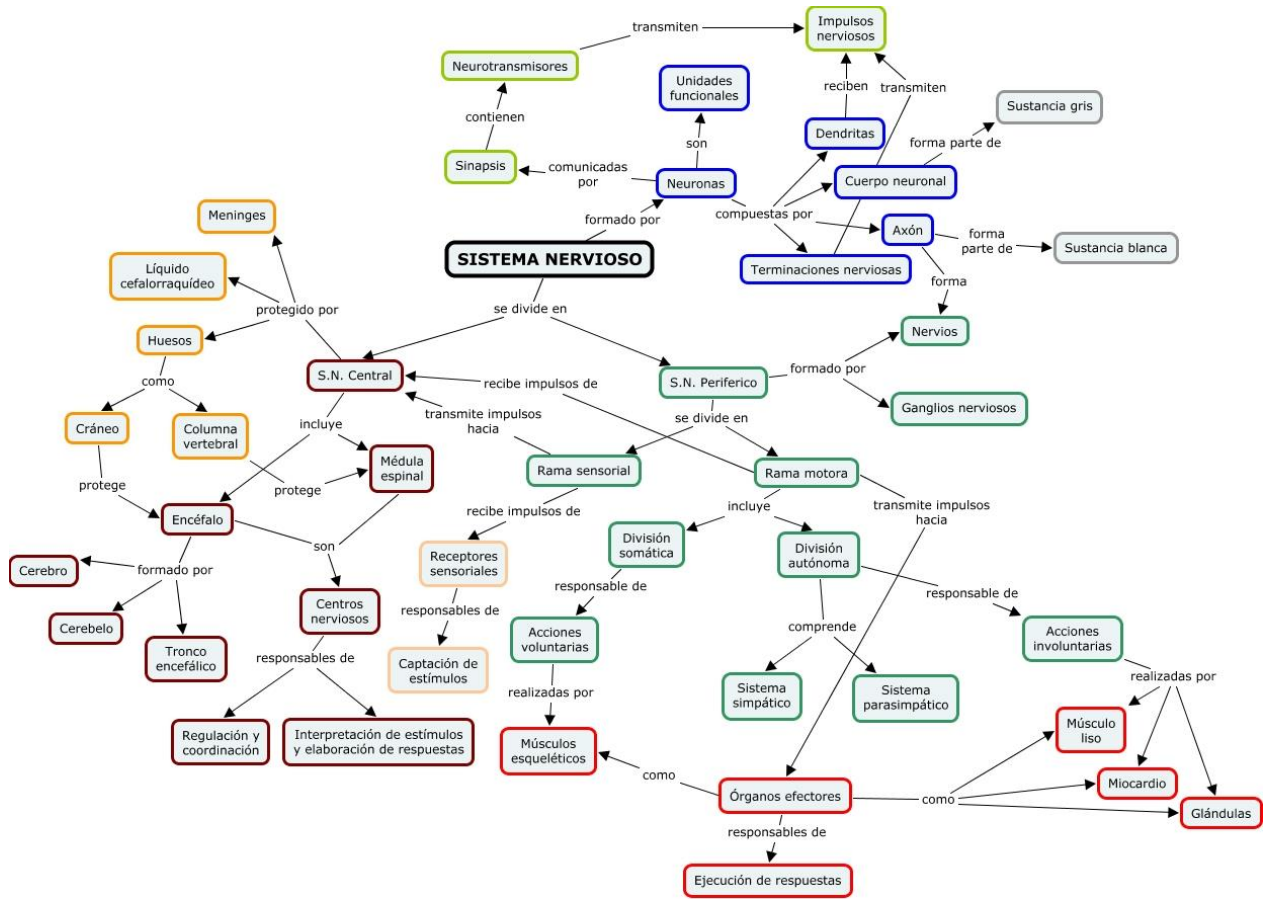 Impulsos
nerviosos
transmiten
Neurotransmisores
Unidades
funcionales
reciben
transmiten
Sustancia gris
contienen
Dendritas
forma parte de
son
Sinapsis
comunicadas
por
Neuronas
Cuerpo neuronal
Meninges
formado por
compuestas por
Axón
forma
parte de
Sustancia blanca
SISTEMA NERVIOSO
Terminaciones nerviosas
Líquido
cefalorraquídeo
forma
protegido por
se divide en
Nervios
Huesos
S.N. Central
recibe impulsos de
S.N. Periferico
formado por
como
Ganglios nerviosos
transmite impulsos
hacia
se divide en
Cráneo
Columna
vertebral
incluye
Médula
espinal
Rama sensorial
Rama motora
protege
protege
transmite impulsos
hacia
Encéfalo
recibe impulsos de
incluye
son
División
somática
División
autónoma
Receptores
sensoriales
Cerebro
formado por
responsable de
responsable de
Centros
nerviosos
responsables de
Cerebelo
comprende
Acciones
voluntarias
Acciones
involuntarias
Tronco
encefálico
responsables de
Captación de
estímulos
realizadas por
realizadas por
Sistema
simpático
Sistema
parasimpático
Regulación y
coordinación
Interpretación de estímulos
y elaboración de respuestas
Músculos
esqueléticos
Músculo
liso
como
Miocardio
Órganos efectores
como
Glándulas
responsables de
Ejecución de respuestas